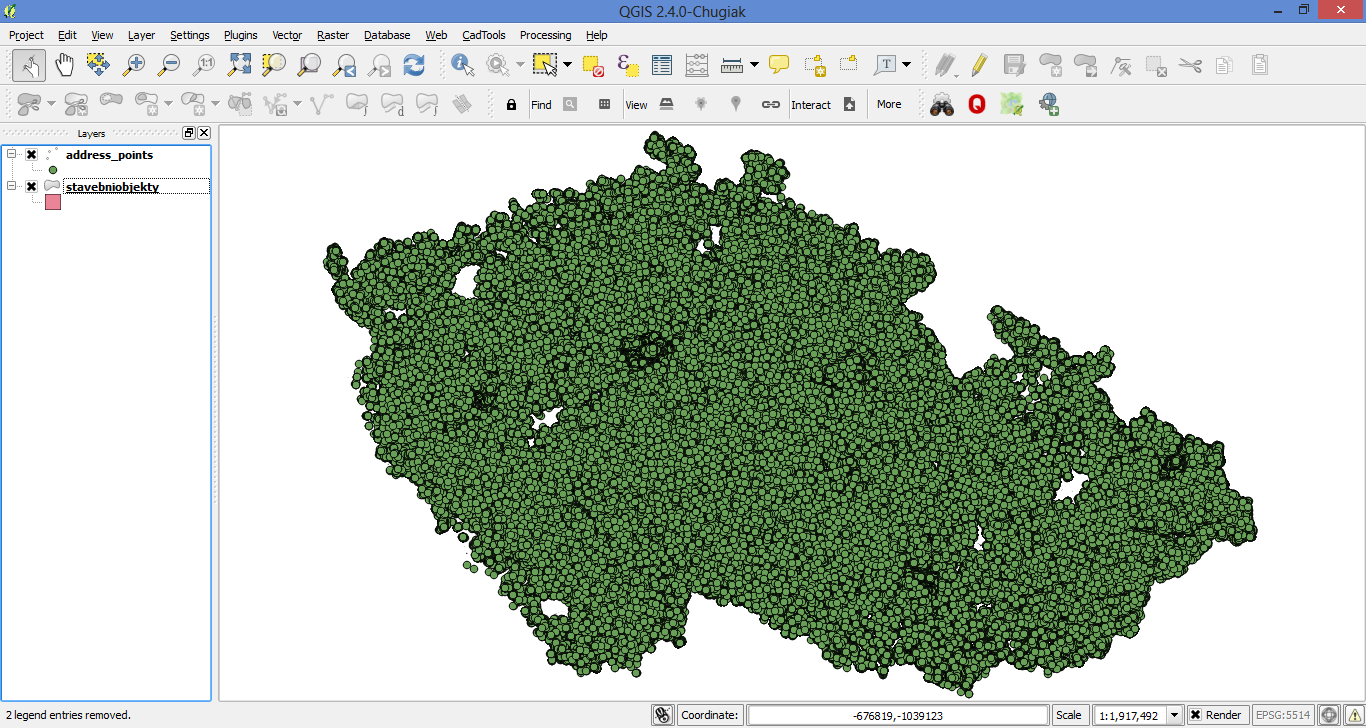 QGIS 2.4.0-Chugiak
Project Edit View Layer Settings Plugins Vector Raster Database Web CadTools Processing Help
Find View Interact More
Layers
address_points
stavebniobjekty
2 legend entries removed. Coordinate: -676819,-1039123 Scale 1:1,917,492 Render EPSG:5514